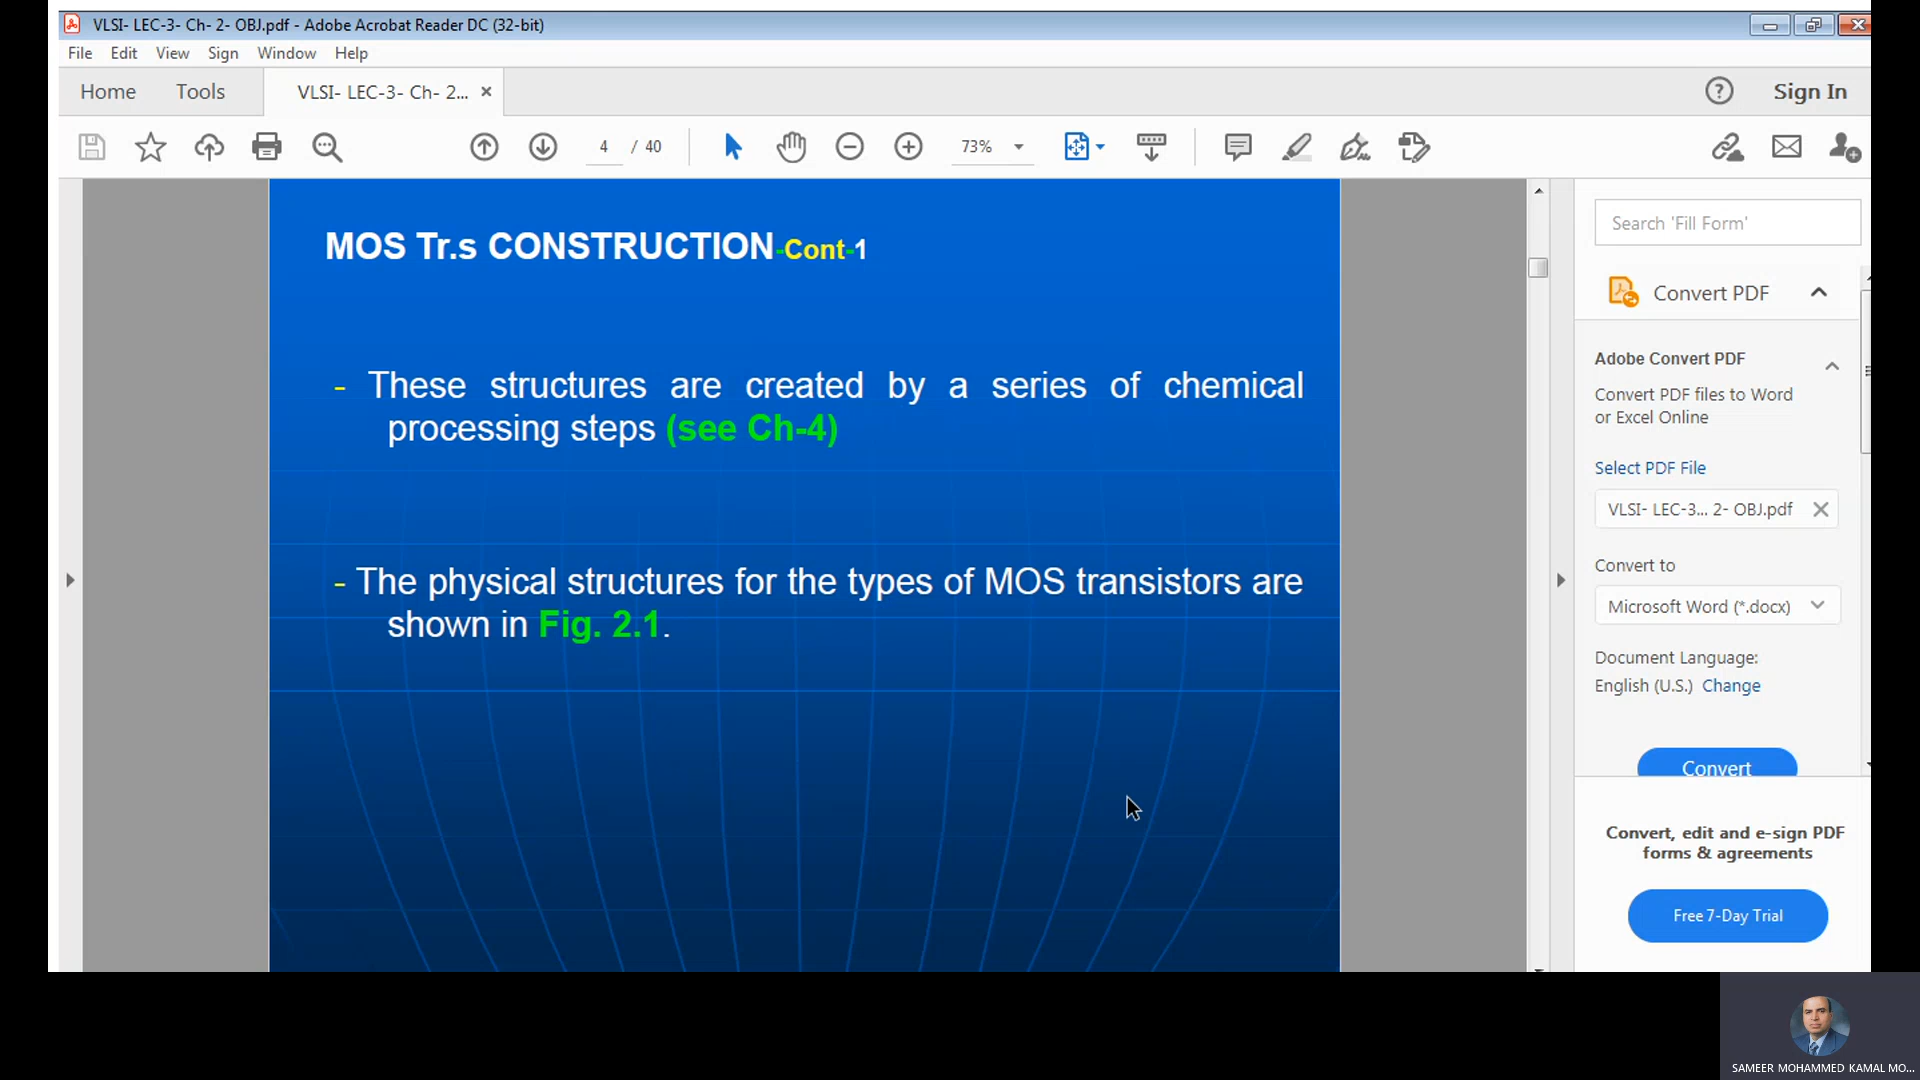 VLSI- LEC-3- Ch- 2- OBJ.pdf - Adobe Acrobat Reader DC (32-bit)
File Edit View Sign Window Help
Home Tools VLSI- LEC-3- Ch- 2... Sign In
4 / 40 73%
MOS Tr.s CONSTRUCTION-Cont-1
- These structures are created by a series of chemical
processing steps (see Ch-4)
- The physical structures for the types of MOS transistors are
shown in Fig. 2.1.
Search 'Fill Form'
Convert PDF
Adobe Convert PDF
Convert PDF files to Word
or Excel Online
Select PDF File
VLSI- LEC-3... 2- OBJ.pdf
Convert to
Microsoft Word (*.docx)
Document Language:
English (U.S.) Change
Convert
Convert, edit and e-sign PDF
forms & agreements
Free 7-Day Trial
SAMEER MOHAMMED KAMAL MO...